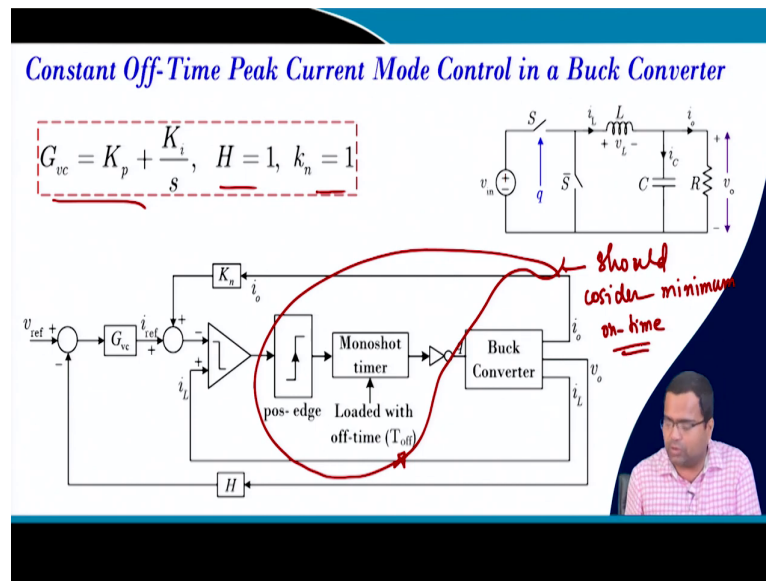 Constant Off-Time Peak Current Mode Control in a Buck Converter
G_vc = K_p + K_i/s, H = 1, k_n = 1
S i_L L i_o
+ v_L -
i_C
v_in + - q S̄ C R + v_o -
should
cosider minimum
on-time
K_n i_o
v_ref + - G_vc i_ref + + - + i_L
pos- edge
Monoshot
timer
Loaded with
off-time (T_off)
q
Buck
Converter
i_o
v_o
i_L
H